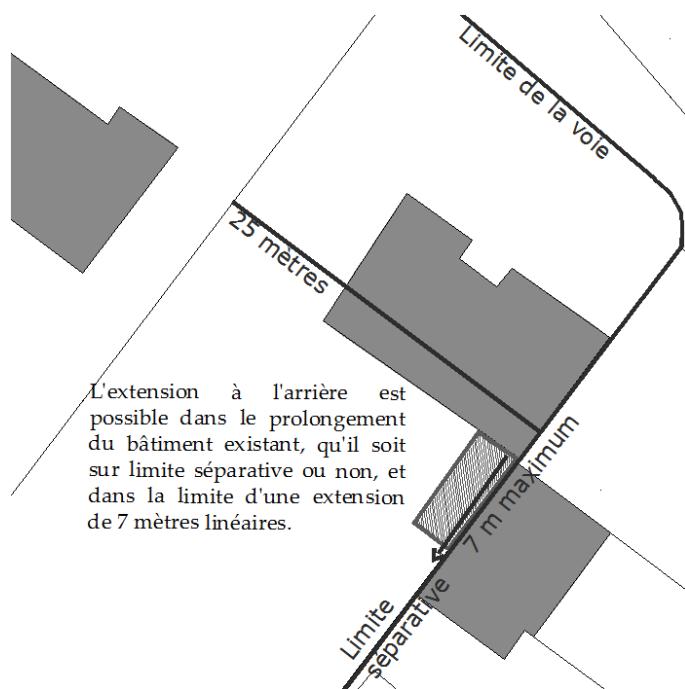 Limite de la voie
25 mètres
L'extension à l'arrière est
possible dans le prolongement
du bâtiment existant, qu'il soit
sur limite séparative ou non, et
dans la limite d'une extension
de 7 mètres linéaires.
7 m maximum
Limite
séparative